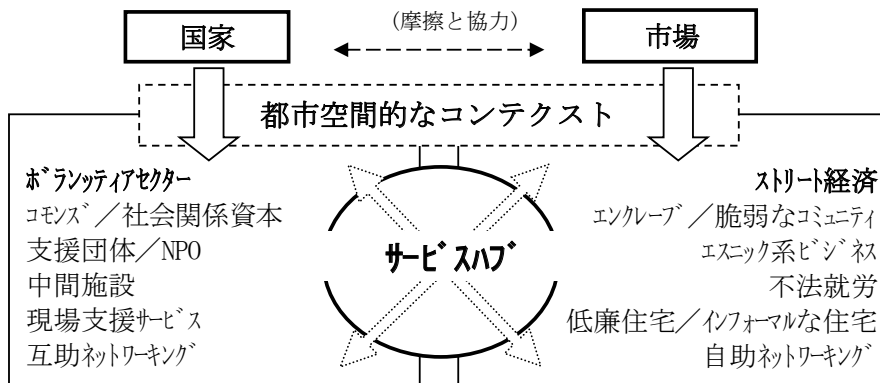 (摩擦と協力)
国家
市場
都市空間的なコンテクスト
ボランッティアセクター
コモンズ／社会関係資本
支援団体／NPO
中間施設
現場支援サービス
互助ネットワーキング
サービスハブ
ストリート経済
エンクレーブ／脆弱なコミュニティ
エスニック系ビジネス
不法就労
低廉住宅／インフォーマルな住宅
自助ネットワーキング